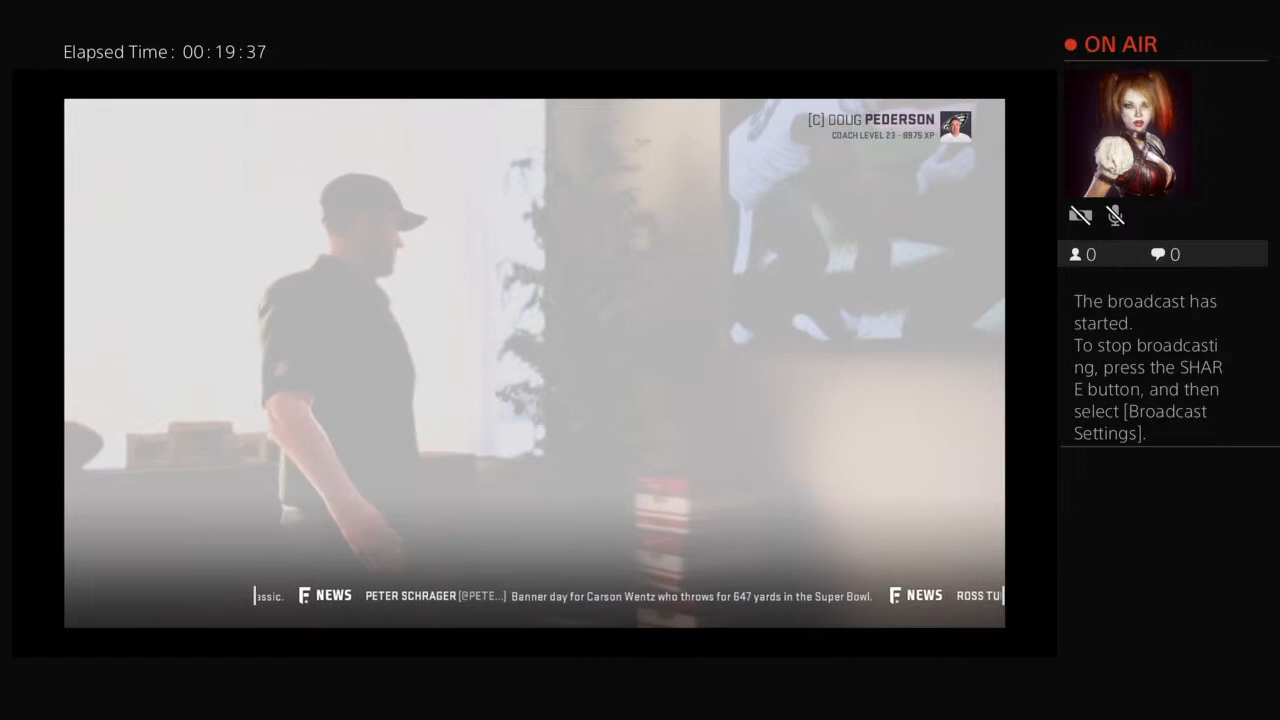 Elapsed Time: 00:19:37
ON AIR
[C] DOUG PEDERSON
COACH LEVEL 23 - 8975 XP
0 0
The broadcast has
started.
To stop broadcasti
ng, press the SHAR
E button, and then
select [Broadcast
Settings].
assic. NEWS PETER SCHRAGER (@PETE...) Banner day for Carson Wentz who throws for 647 yards in the Super Bowl. NEWS ROSS TU